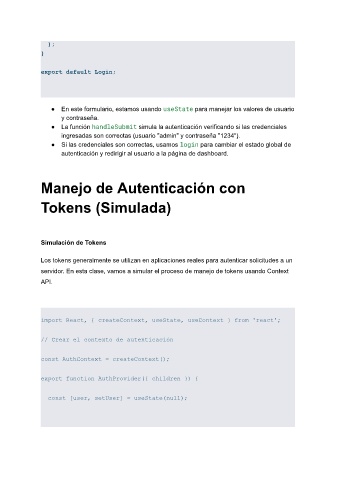 );
}
export default Login;
● En este formulario, estamos usando useState para manejar los valores de usuario
y contraseña.
● La función handleSubmit simula la autenticación verificando si las credenciales
ingresadas son correctas (usuario "admin" y contraseña "1234").
● Si las credenciales son correctas, usamos login para cambiar el estado global de
autenticación y redirigir al usuario a la página de dashboard.
Manejo de Autenticación con
Tokens (Simulada)
Simulación de Tokens
Los tokens generalmente se utilizan en aplicaciones reales para autenticar solicitudes a un
servidor. En esta clase, vamos a simular el proceso de manejo de tokens usando Context
API.
import React, { createContext, useState, useContext } from 'react';
// Crear el contexto de autenticación
const AuthContext = createContext();
export function AuthProvider({ children }) {
const [user, setUser] = useState(null);